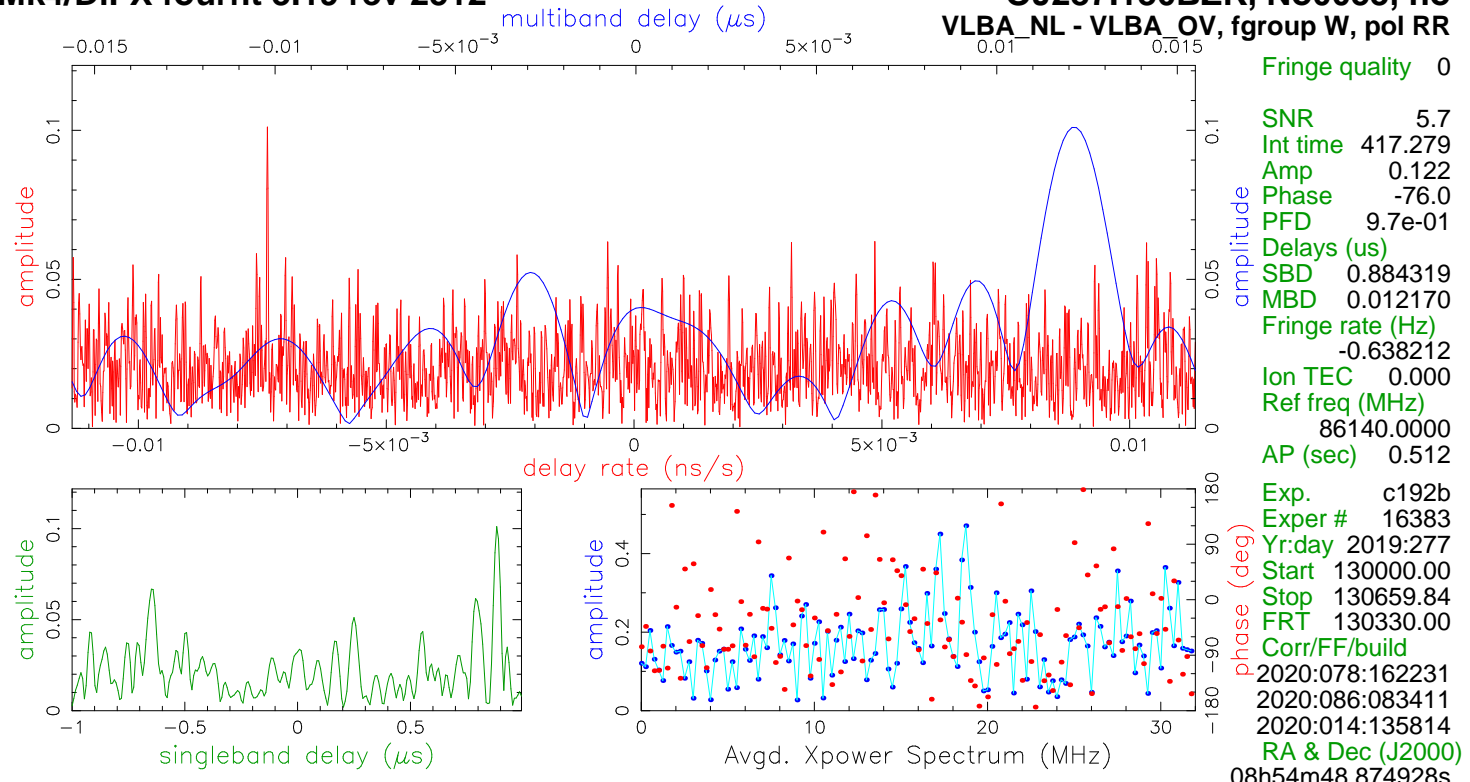 VLBA_NL - VLBA_OV, fgroup W, pol RR
multiband delay (μs)
−0.015 −0.01 −5×10⁻³ 0 5×10⁻³ 0.01 0.015
amplitude
0 0.05 0.1
amplitude
0 0.05 0.1
−0.01 −5×10⁻³ 0 5×10⁻³ 0.01
delay rate (ns/s)
amplitude
0 0.05 0.1
−1 −0.5 0 0.5
singleband delay (μs)
amplitude
0 0.2 0.4
phase (deg)
−180 −90 0 90 180
0 10 20 30
Avgd. Xpower Spectrum (MHz)
Fringe quality 0
SNR 5.7
Int time 417.279
Amp 0.122
Phase -76.0
PFD 9.7e-01
Delays (us)
SBD 0.884319
MBD 0.012170
Fringe rate (Hz)
-0.638212
Ion TEC 0.000
Ref freq (MHz)
86140.0000
AP (sec) 0.512
Exp. c192b
Exper # 16383
Yr:day 2019:277
Start 130000.00
Stop 130659.84
FRT 130330.00
Corr/FF/build
2020:078:162231
2020:086:083411
2020:014:135814
RA & Dec (J2000)
08h54m48.874928s